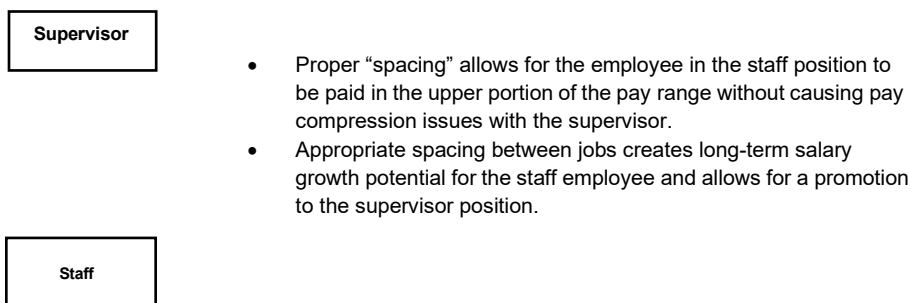 Supervisor
• Proper “spacing” allows for the employee in the staff position to
be paid in the upper portion of the pay range without causing pay
compression issues with the supervisor.
• Appropriate spacing between jobs creates long-term salary
growth potential for the staff employee and allows for a promotion
to the supervisor position.
Staff